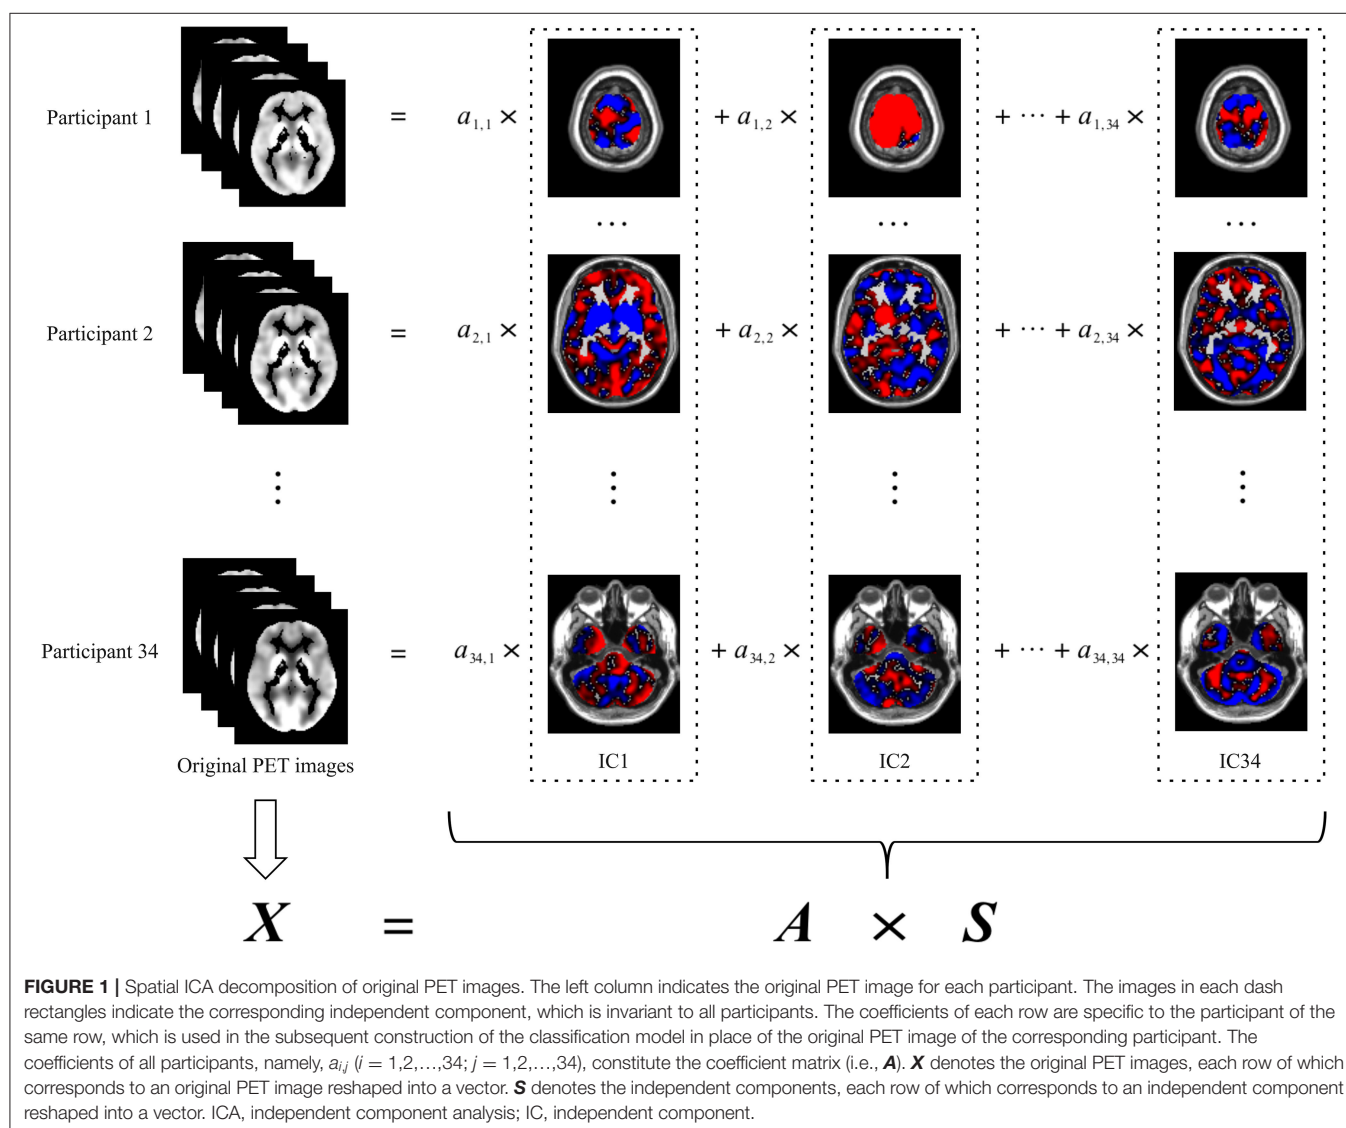 Participant 1 = a1,1 × + a1,2 × + ⋯ + a1,34 ×
⋯ ⋯ ⋯
Participant 2 = a2,1 × + a2,2 × + ⋯ + a2,34 ×
⋮ ⋮ ⋮ ⋮
Participant 34 = a34,1 × + a34,2 × + ⋯ + a34,34 ×
Original PET images IC1 IC2 IC34
X = A × S
FIGURE 1 | Spatial ICA decomposition of original PET images. The left column indicates the original PET image for each participant. The images in each dash
rectangles indicate the corresponding independent component, which is invariant to all participants. The coefficients of each row are specific to the participant of the
same row, which is used in the subsequent construction of the classification model in place of the original PET image of the corresponding participant. The
coefficients of all participants, namely, ai,j (i = 1,2,...,34; j = 1,2,...,34), constitute the coefficient matrix (i.e., A). X denotes the original PET images, each row of which
corresponds to an original PET image reshaped into a vector. S denotes the independent components, each row of which corresponds to an independent component
reshaped into a vector. ICA, independent component analysis; IC, independent component.